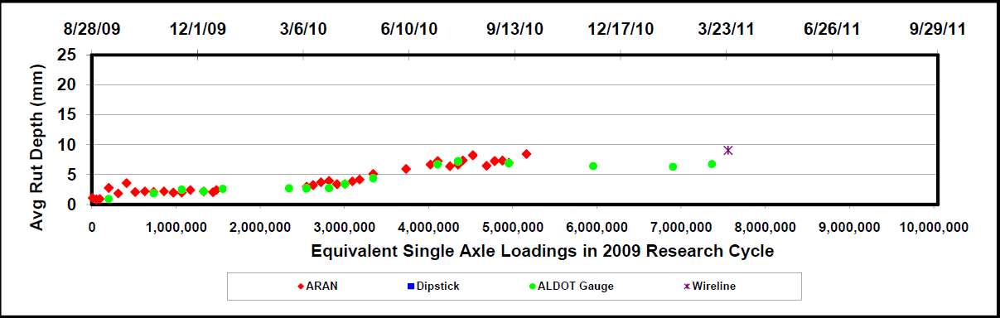 8/28/09 12/1/09 3/6/10 6/10/10 9/13/10 12/17/10 3/23/11 6/26/11 9/29/11
25
20
15
10
5
0
Avg Rut Depth (mm)
0 1,000,000 2,000,000 3,000,000 4,000,000 5,000,000 6,000,000 7,000,000 8,000,000 9,000,000 10,000,000
Equivalent Single Axle Loadings in 2009 Research Cycle
ARAN Dipstick ALDOT Gauge Wireline